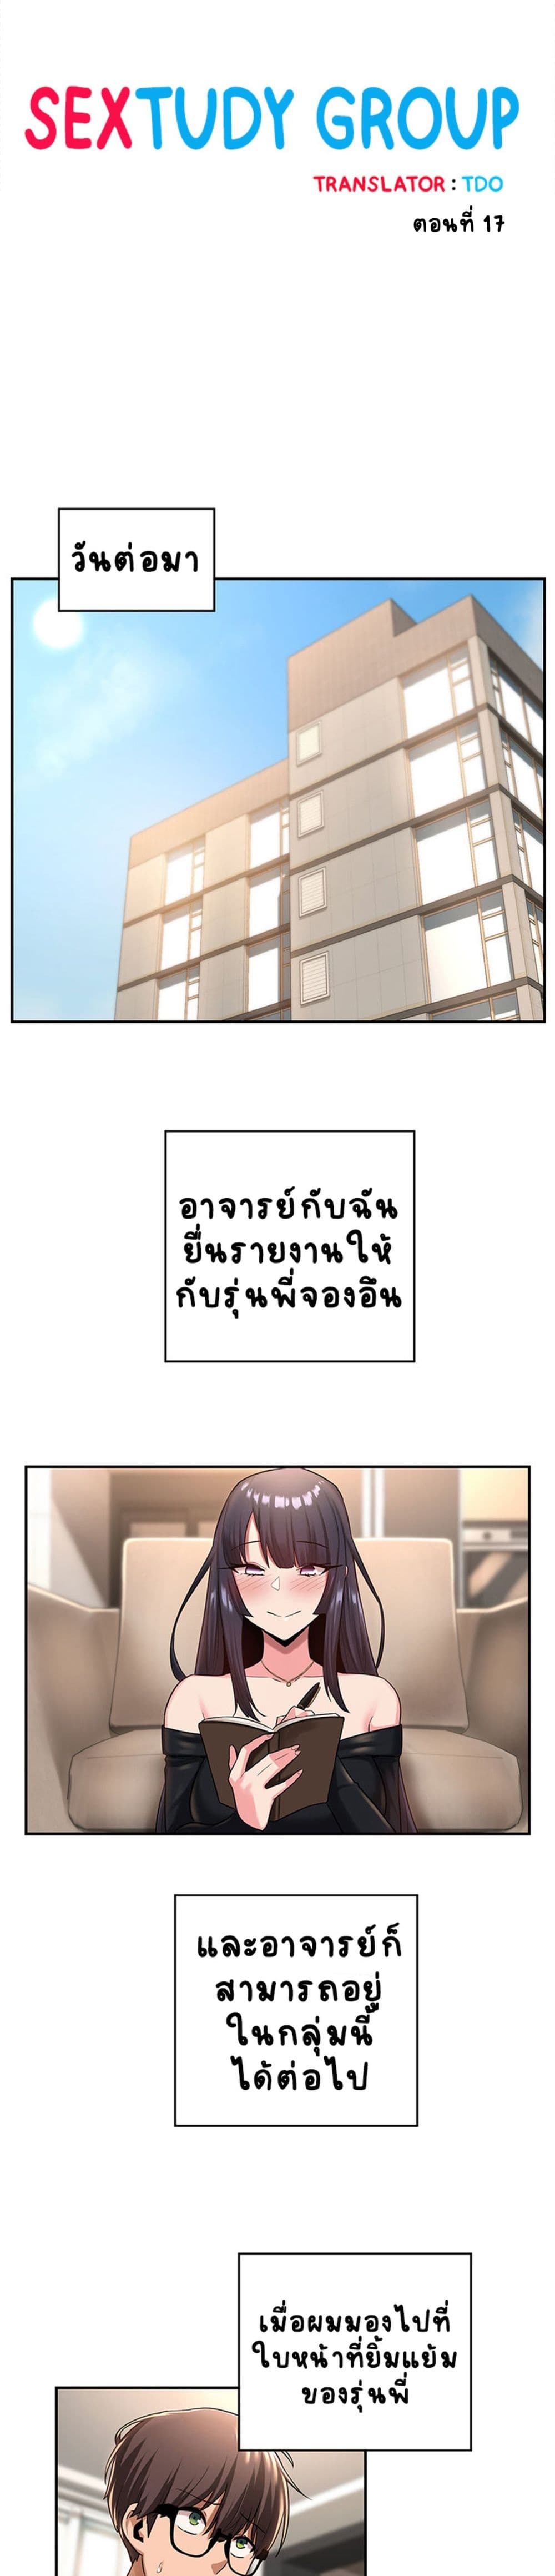 SEXTUDY GROUP
TRANSLATOR : TDO
ตอนที่ 17
วันต่อมา
อาจารย์กับฉัน
ยื่นรายงานให้
กับรุ่นพี่จองอึน
และอาจารย์ก็
สามารถอยู่
ในกลุ่มนี้
ได้ต่อไป
เมื่อผมมองไปที่
ใบหน้าที่ยิ้มแย้ม
ของรุ่นพี่